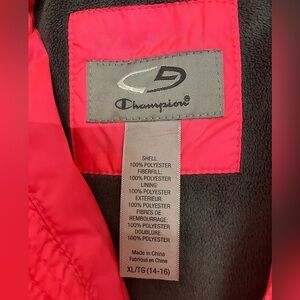 Champion®
SHELL:
100% POLYESTER
FIBERFILL:
100% POLYESTER
LINING:
100% POLYESTER
EXTÉRIEUR:
100% POLYESTER
FIBRES DE
REMBOURRAGE:
100% POLYESTER
DOUBLURE:
100% POLYESTER
Made in China
Fabriqué en Chine
XL/TG (14-16)